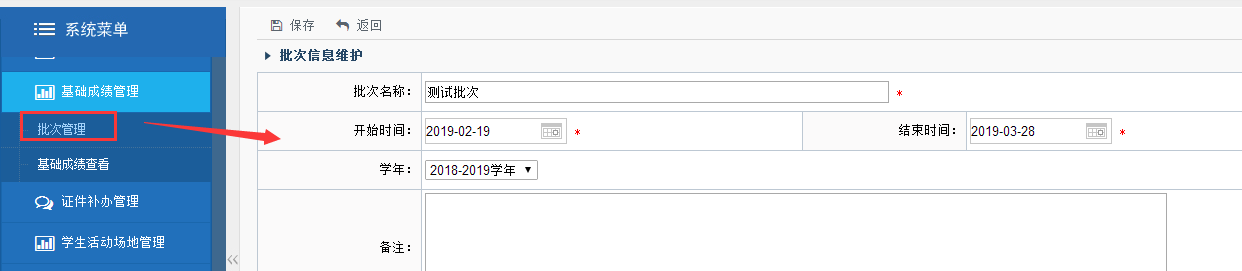 系统菜单
基础成绩管理
批次管理
基础成绩查看
证件补办管理
学生活动场地管理
保存 返回
批次信息维护
批次名称： 测试批次 *
开始时间： 2019-02-19 * 结束时间： 2019-03-28 *
学年： 2018-2019学年
备注：